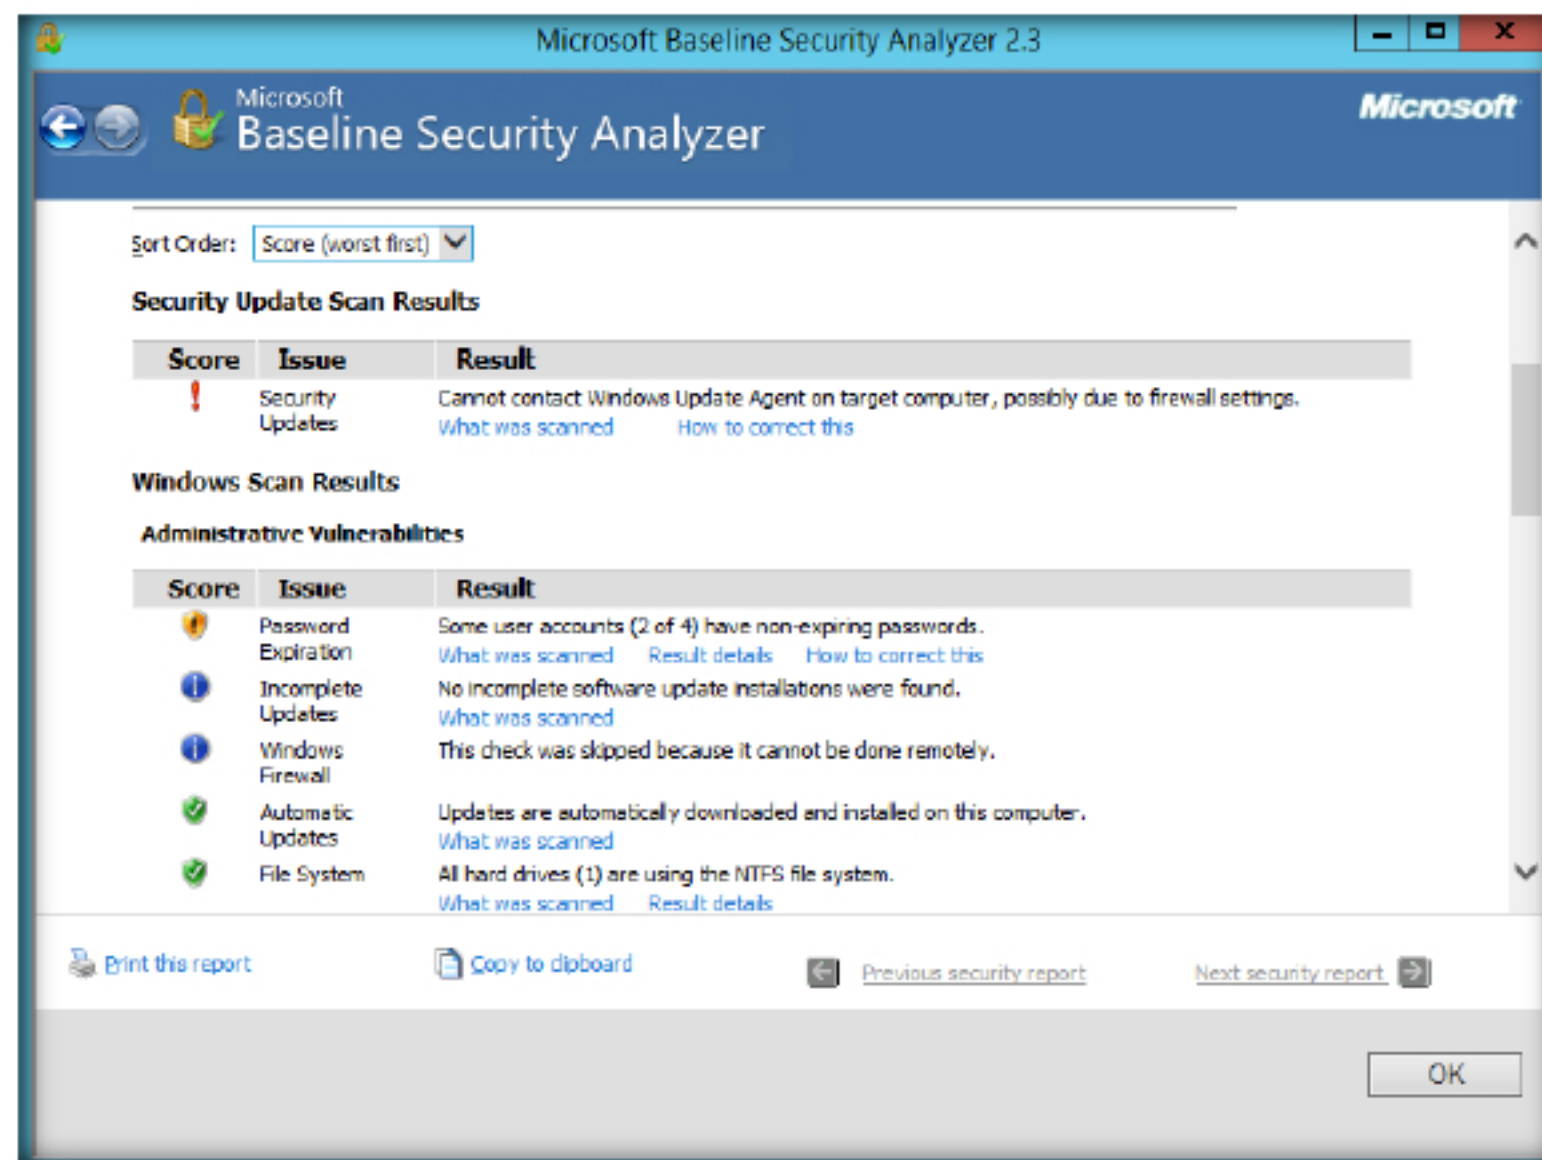 Microsoft Baseline Security Analyzer 2.3
Microsoft
Baseline Security Analyzer
Microsoft
Sort Order: Score (worst first)
Security Update Scan Results
Score Issue Result
Security Updates Cannot contact Windows Update Agent on target computer, possibly due to firewall settings.
What was scanned How to correct this
Windows Scan Results
Administrative Vulnerabilities
Score Issue Result
Password Expiration Some user accounts (2 of 4) have non-expiring passwords.
What was scanned Result details How to correct this
Incomplete Updates No incomplete software update installations were found.
What was scanned
Windows Firewall This check was skipped because it cannot be done remotely.
Automatic Updates Updates are automatically downloaded and installed on this computer.
What was scanned
File System All hard drives (1) are using the NTFS file system.
What was scanned Result details
Print this report Copy to clipboard Previous security report Next security report
OK